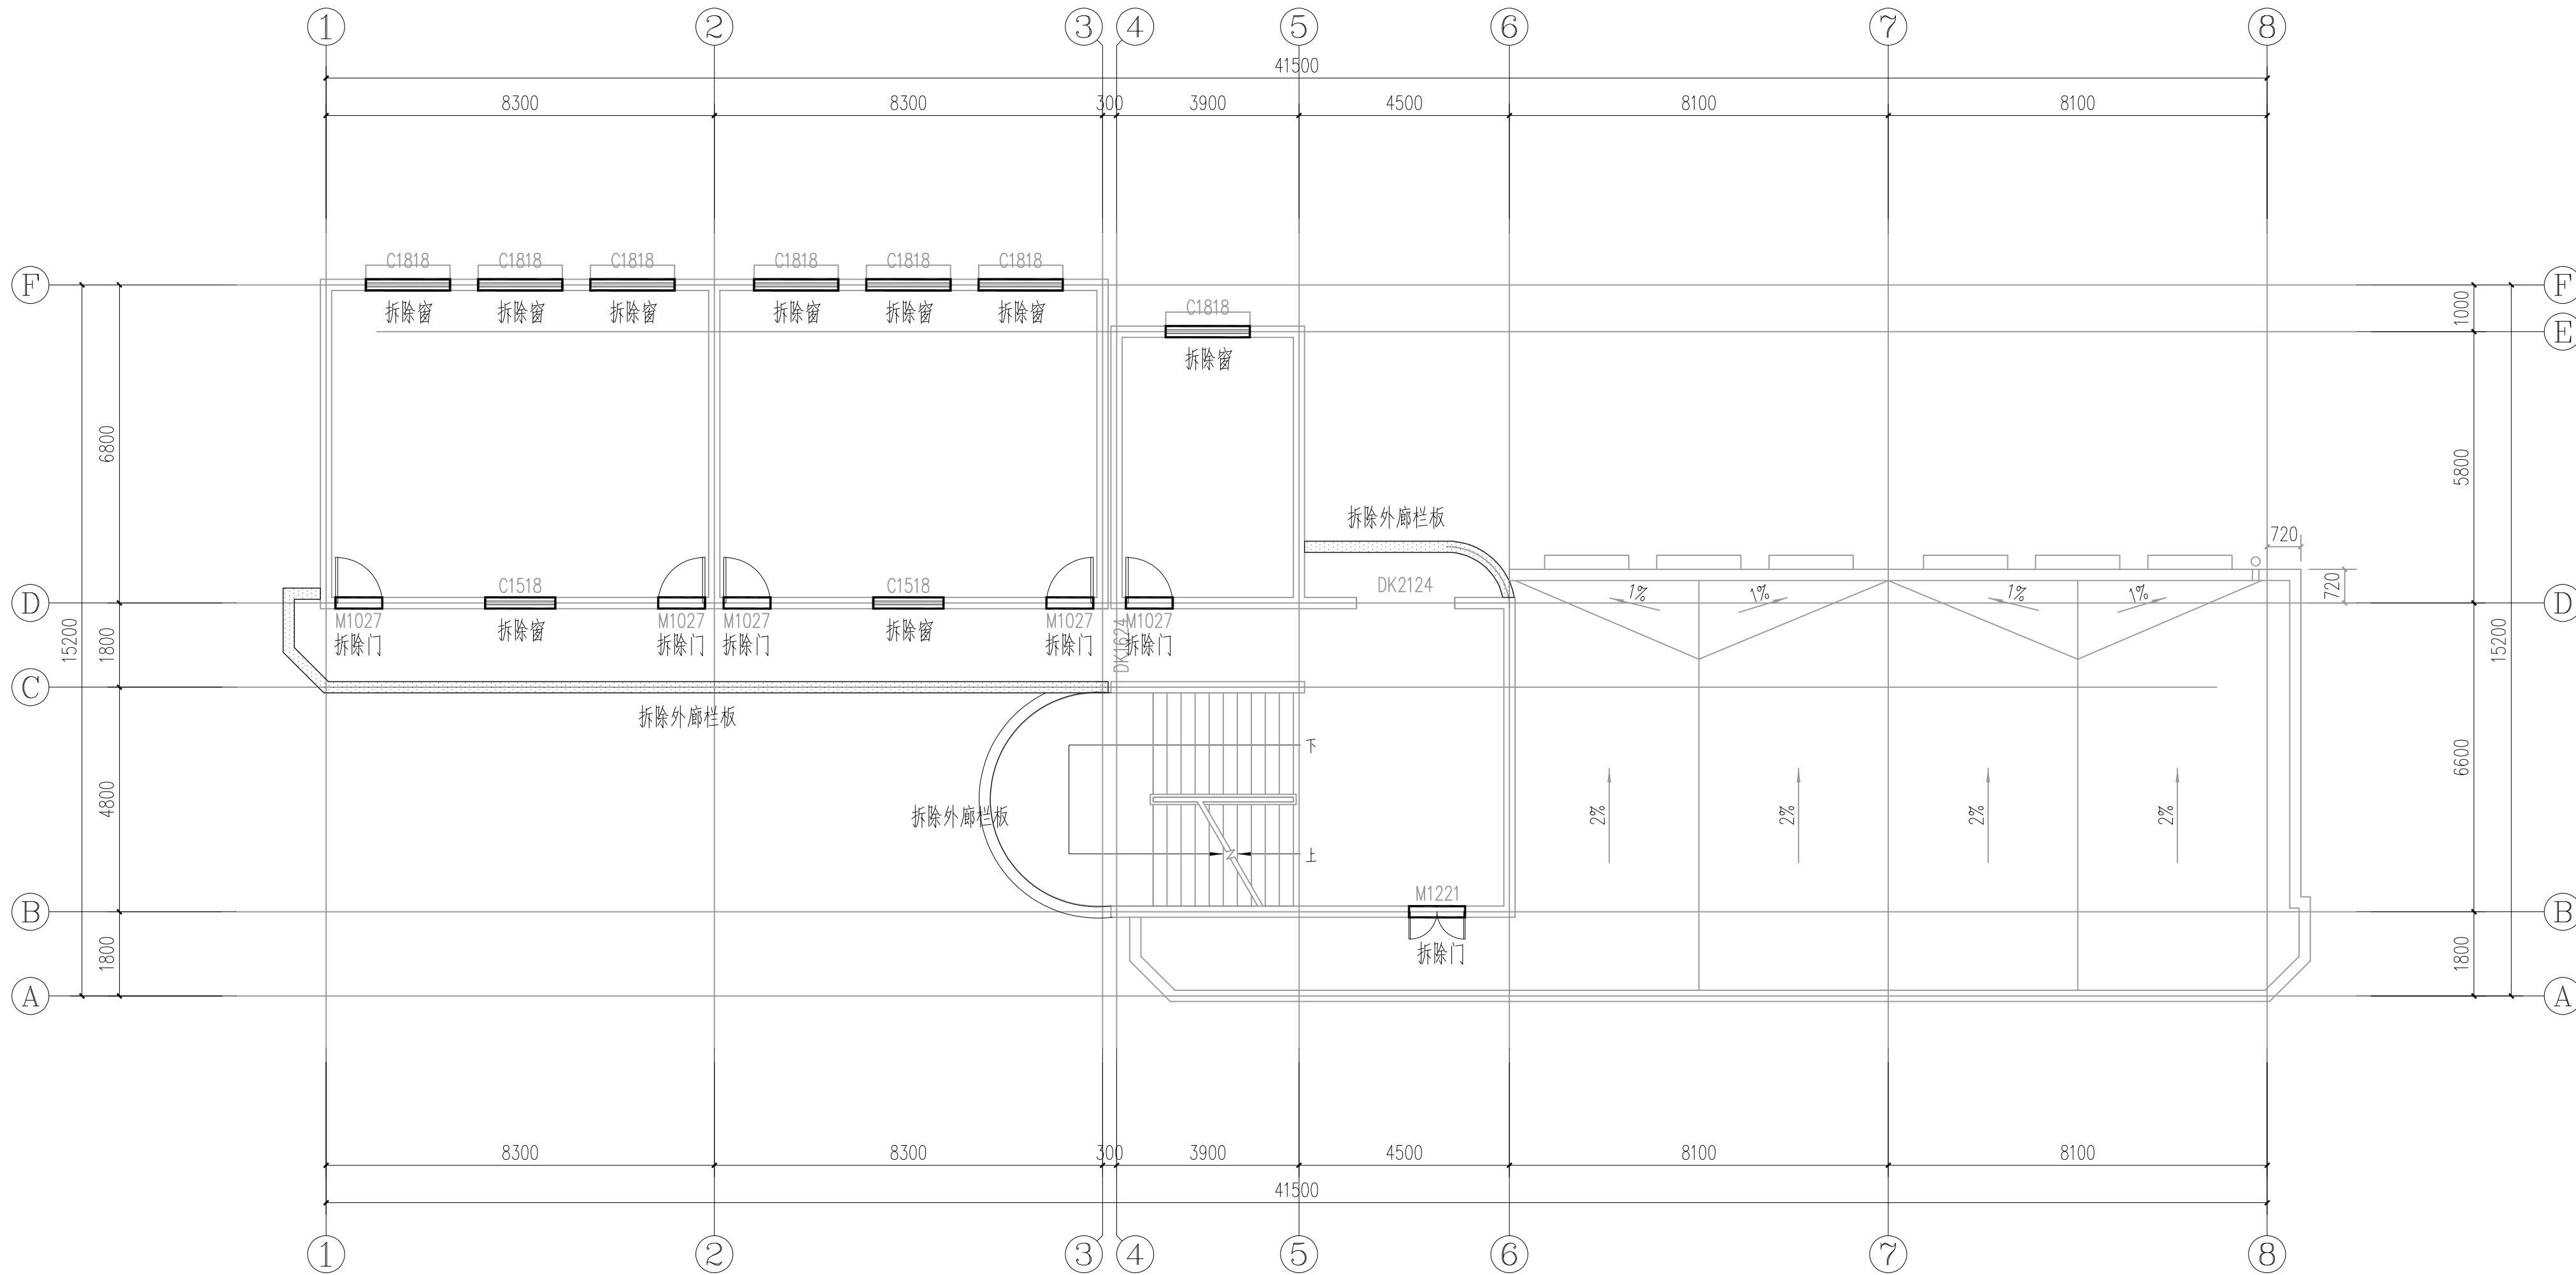 1 2 3 4 5 6 7 8
41500
8300 8300 300 3900 4500 8100 8100
C1818 C1818 C1818 C1818 C1818 C1818
F F
拆除窗 拆除窗 拆除窗 拆除窗 拆除窗 拆除窗
C1818
1000
E
拆除窗
6800
5800
拆除外廊栏板
720
C1518 C1518 DK2124
1% 1% 1% 1%
720
D D
M1027 M1027 M1027 M1027 M1027
拆除窗 拆除窗
拆除门 拆除门 拆除门 拆除门 拆除门
DK1624
15200 1800
15200
C
拆除外廊栏板
下
6600
4800
拆除外廊栏板
2% 2% 2% 2%
上
M1221
B B
拆除门
1800
1800
A A
8300 8300 300 3900 4500 8100 8100
41500
1 2 3 4 5 6 7 8